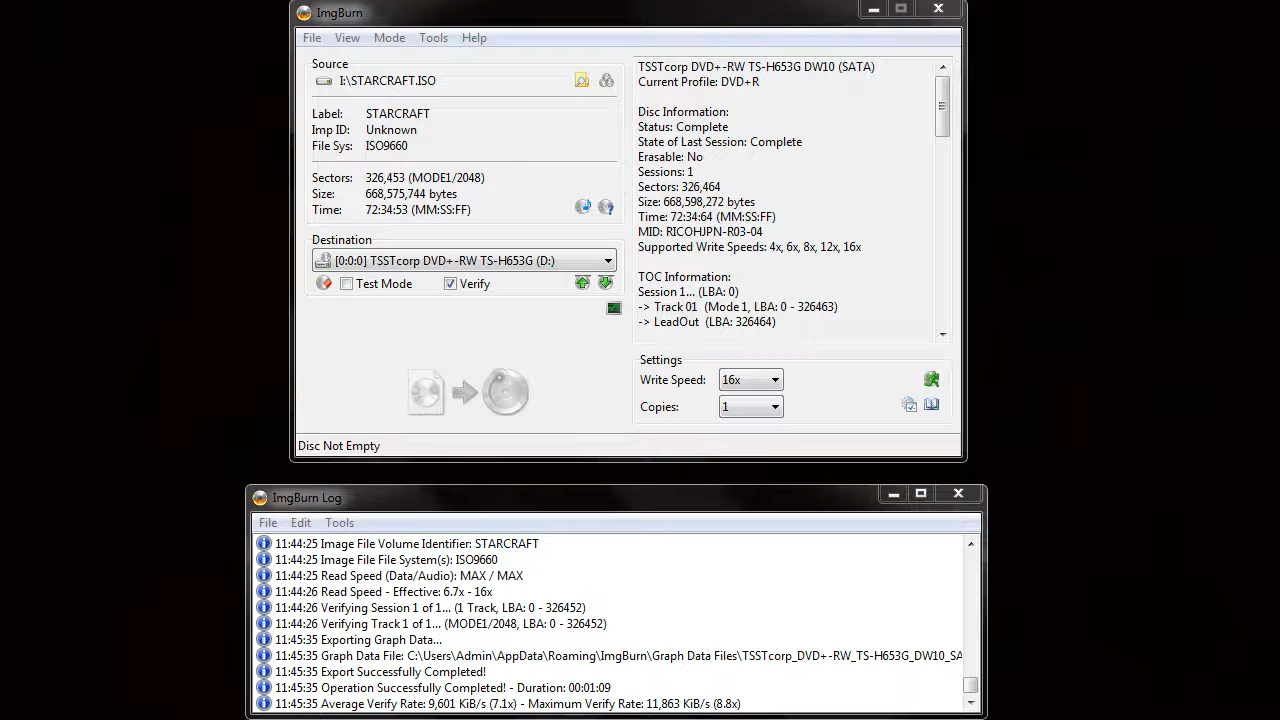 ImgBurn
File View Mode Tools Help
Source
I:\STARCRAFT.ISO
Label: STARCRAFT
Imp ID: Unknown
File Sys: ISO9660
Sectors: 326,453 (MODE1/2048)
Size: 668,575,744 bytes
Time: 72:34:53 (MM:SS:FF)
Destination
[0:0:0] TSSTcorp DVD+-RW TS-H653G (D:)
Test Mode Verify
TSSTcorp DVD+-RW TS-H653G DW10 (SATA)
Current Profile: DVD+R
Disc Information:
Status: Complete
State of Last Session: Complete
Erasable: No
Sessions: 1
Sectors: 326,464
Size: 668,598,272 bytes
Time: 72:34:64 (MM:SS:FF)
MID: RICOHJPN-R03-04
Supported Write Speeds: 4x, 6x, 8x, 12x, 16x
TOC Information:
Session 1... (LBA: 0)
-> Track 01 (Mode 1, LBA: 0 - 326463)
-> LeadOut (LBA: 326464)
Settings
Write Speed: 16x
Copies: 1
Disc Not Empty
ImgBurn Log
File Edit Tools
11:44:25 Image File Volume Identifier: STARCRAFT
11:44:25 Image File File System(s): ISO9660
11:44:25 Read Speed (Data/Audio): MAX / MAX
11:44:26 Read Speed - Effective: 6.7x - 16x
11:44:26 Verifying Session 1 of 1... (1 Track, LBA: 0 - 326452)
11:44:26 Verifying Track 1 of 1... (MODE1/2048, LBA: 0 - 326452)
11:45:35 Exporting Graph Data...
11:45:35 Graph Data File: C:\Users\Admin\AppData\Roaming\ImgBurn\Graph Data Files\TSSTcorp_DVD+-RW_TS-H653G_DW10_SA
11:45:35 Export Successfully Completed!
11:45:35 Operation Successfully Completed! - Duration: 00:01:09
11:45:35 Average Verify Rate: 9,601 KiB/s (7.1x) - Maximum Verify Rate: 11,863 KiB/s (8.8x)